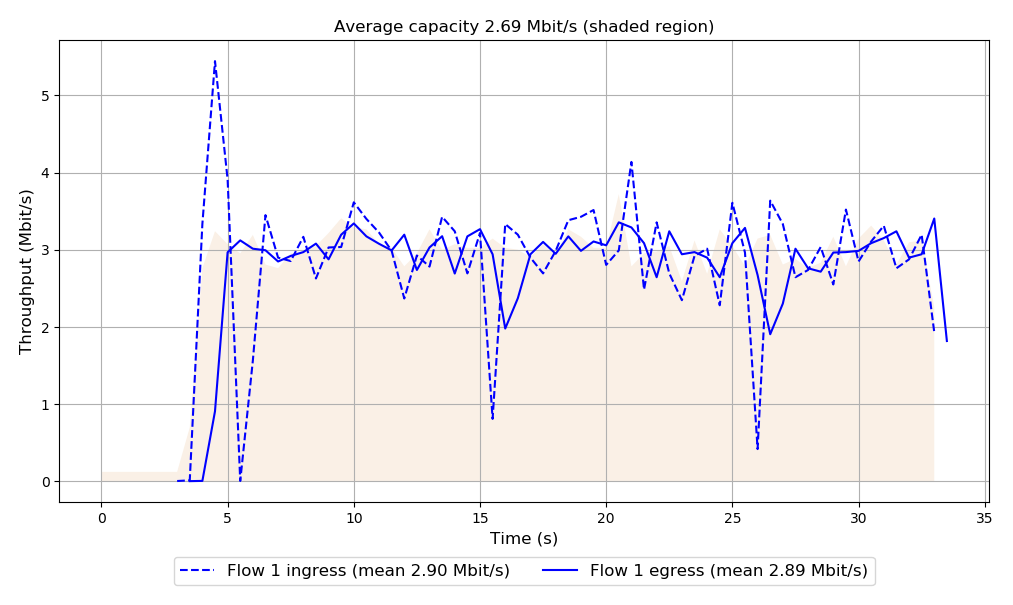 Average capacity 2.69 Mbit/s (shaded region)
Throughput (Mbit/s)
5
4
3
2
1
0
0 5 10 15 20 25 30 35
Time (s)
Flow 1 ingress (mean 2.90 Mbit/s) Flow 1 egress (mean 2.89 Mbit/s)